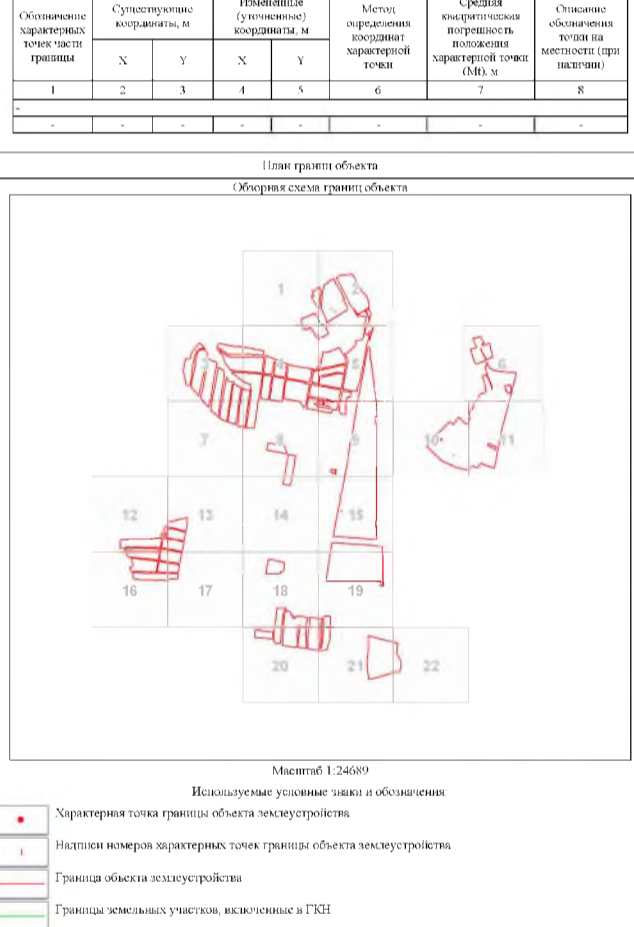 Обозначение характерных точек части границы
Существующие координаты, м
Измененные (уточненные) координаты, м
Метод определения координат характерной точки
Средняя квадратическая погрешность положения характерной точки (Mt), м
Описание обозначения точки на местности (при наличии)
X Y X Y
1 2 3 4 5 6 7 8
-
- - - - - - - -
План границ объекта
Обзорная схема границ объекта
1 2
3 4 5 6
7 8 9 10 11
12 13 14 15
16 17 18 19
20 21 22
Масштаб 1:24689
Используемые условные знаки и обозначения:
Характерная точка границы объекта землеустройства
1 Надписи номеров характерных точек границы объекта землеустройства
Граница объекта землеустройства
Границы земельных участков, включенные в ГКН